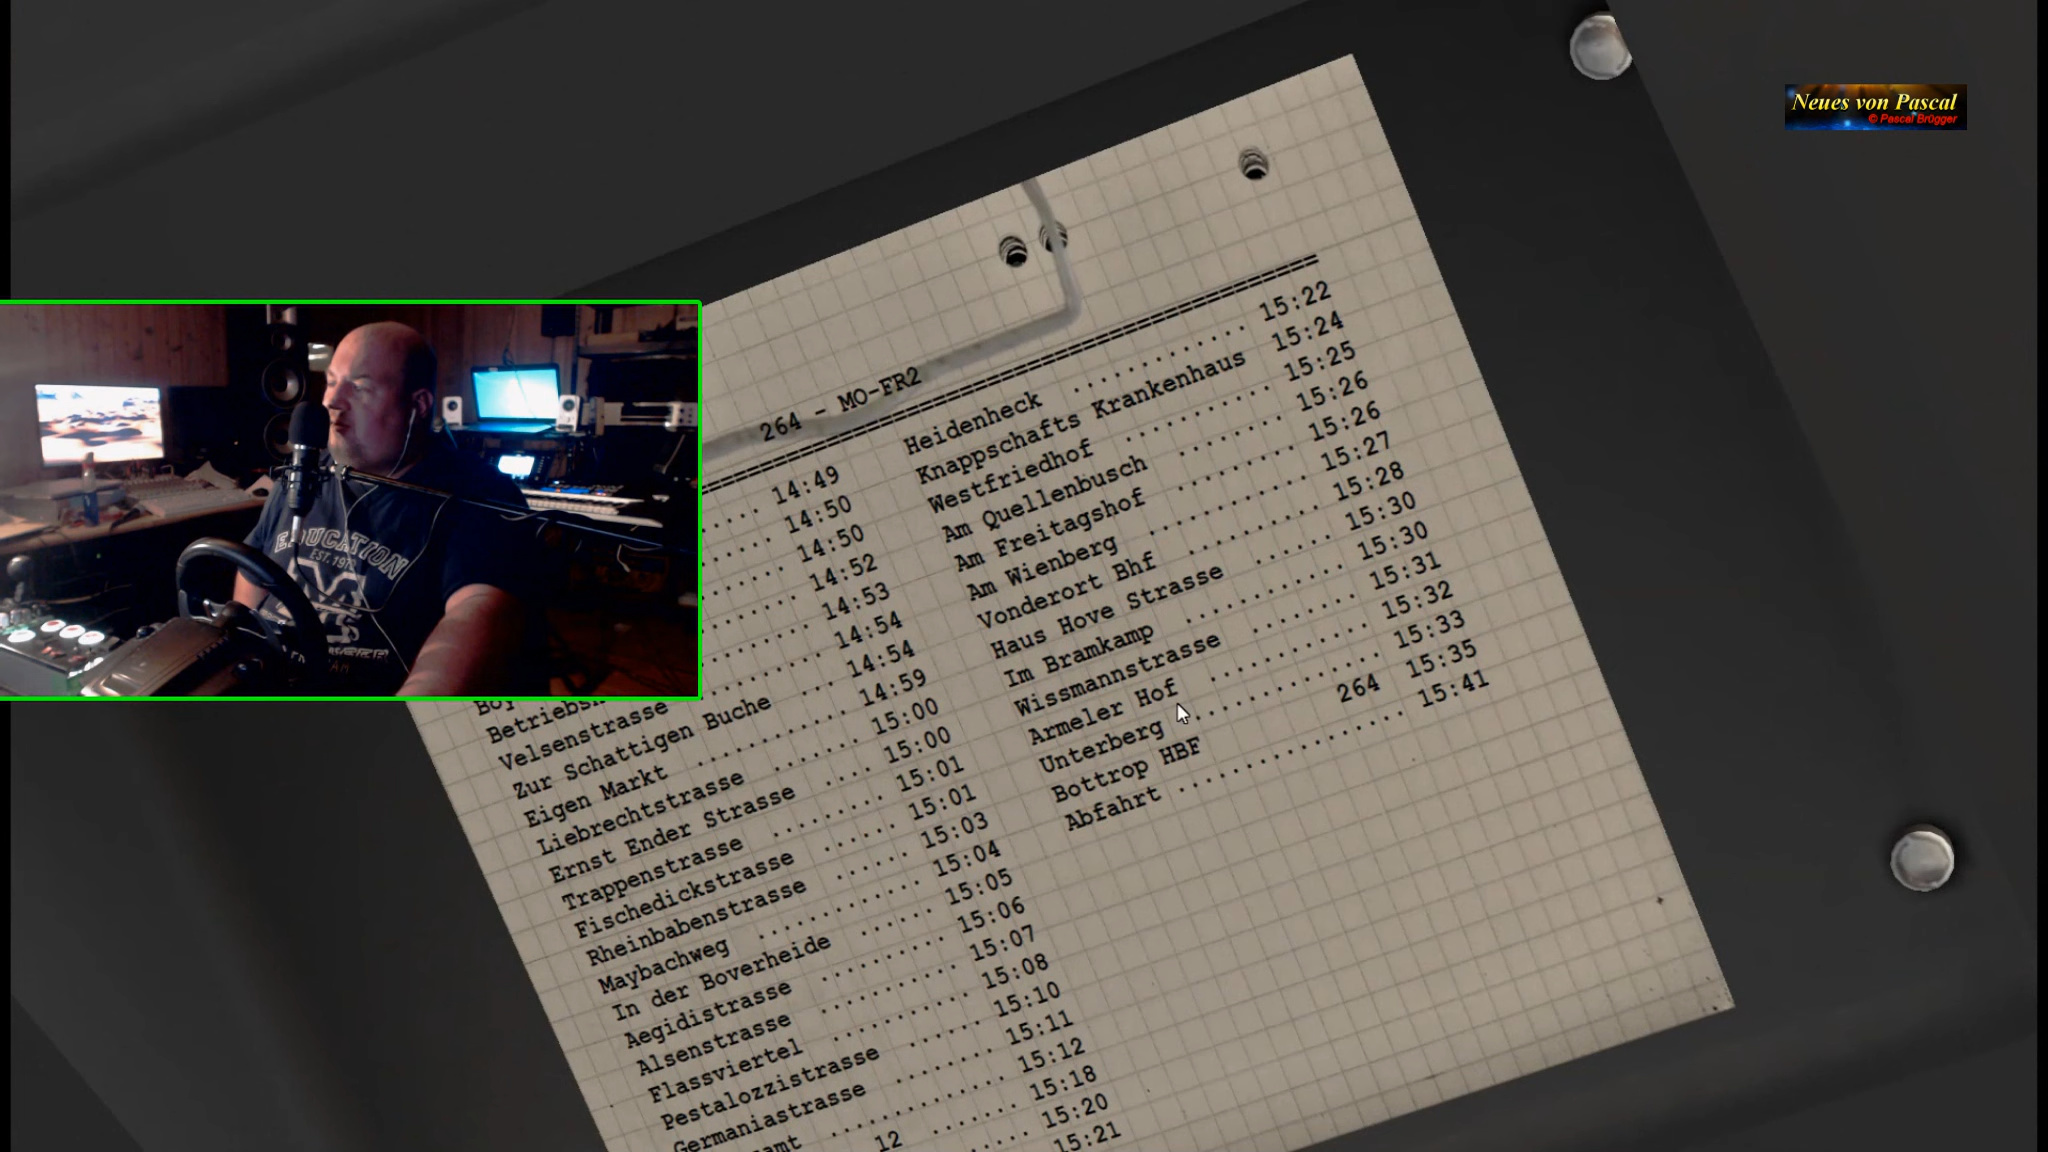 Neues von Pascal
© Pascal Brügger
264 - MO-FR2
14:49
14:50
14:50
14:52
14:53
Velsenstrasse 14:54
Zur Schattigen Buche ... 14:54
Eigen Markt .......... 14:59
Liebrechtstrasse ....... 15:00
Ernst Ender Strasse .... 15:00
Trappenstrasse ......... 15:01
Fischedickstrasse ...... 15:01
Rheinbabenstrasse ...... 15:03
Maybachweg ............. 15:04
In der Boverheide ...... 15:05
Aegidistrasse .......... 15:06
Alsenstrasse ........... 15:07
Flassviertel ........... 15:08
Pestalozzistrasse ...... 15:10
Germaniastrasse ........ 15:11
15:12
12 15:18
15:20
15:21
Heidenheck ............. 15:22
Knappschafts Krankenhaus 15:24
Westfriedhof ........... 15:25
Am Quellenbusch ........ 15:26
Am Freitagshof ......... 15:26
Am Wienberg ............ 15:27
Vonderort Bhf .......... 15:28
Haus Hove Strasse ...... 15:30
Im Bramkamp ............ 15:30
Wissmannstrasse ........ 15:31
Armeler Hof ............ 15:32
Unterberg .............. 15:33
Bottrop HBF 264 15:35
Abfahrt ................ 15:41
EDUCATION
EST. 1972